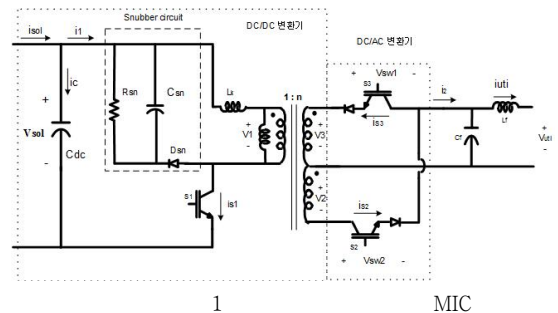 Snubber circuit
DC/DC 변환기
DC/AC 변환기
isol
i1
ic
+
Vsol
-
Cdc
Rsn
Csn
Dsn
S1
is1
Lk
1 : n
+
V1
-
+
V3
-
+
V2
-
+ Vsw1 -
S3
is3
is2
S2
+ Vsw2 -
i2
iuti
Lf
Cf
+
Vuti
1 MIC